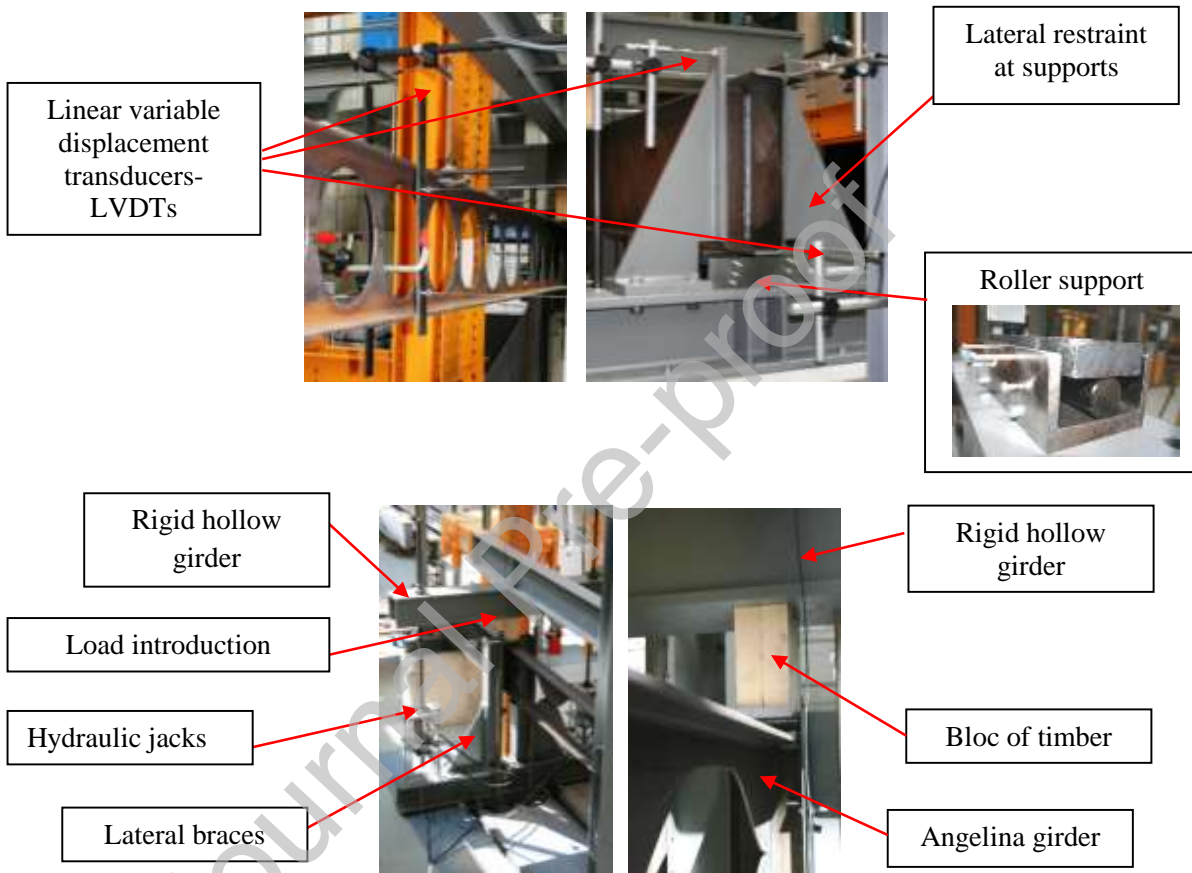 Linear variable
displacement
transducers-
LVDTs
Lateral restraint
at supports
Roller support
Rigid hollow
girder
Load introduction
Hydraulic jacks
Lateral braces
Rigid hollow
girder
Bloc of timber
Angelina girder
Journal Pre-proof